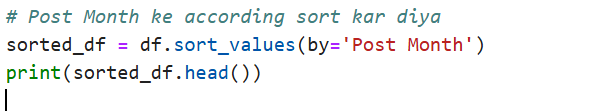 # Post Month ke according sort kar diya
sorted_df = df.sort_values(by='Post Month')
print(sorted_df.head())